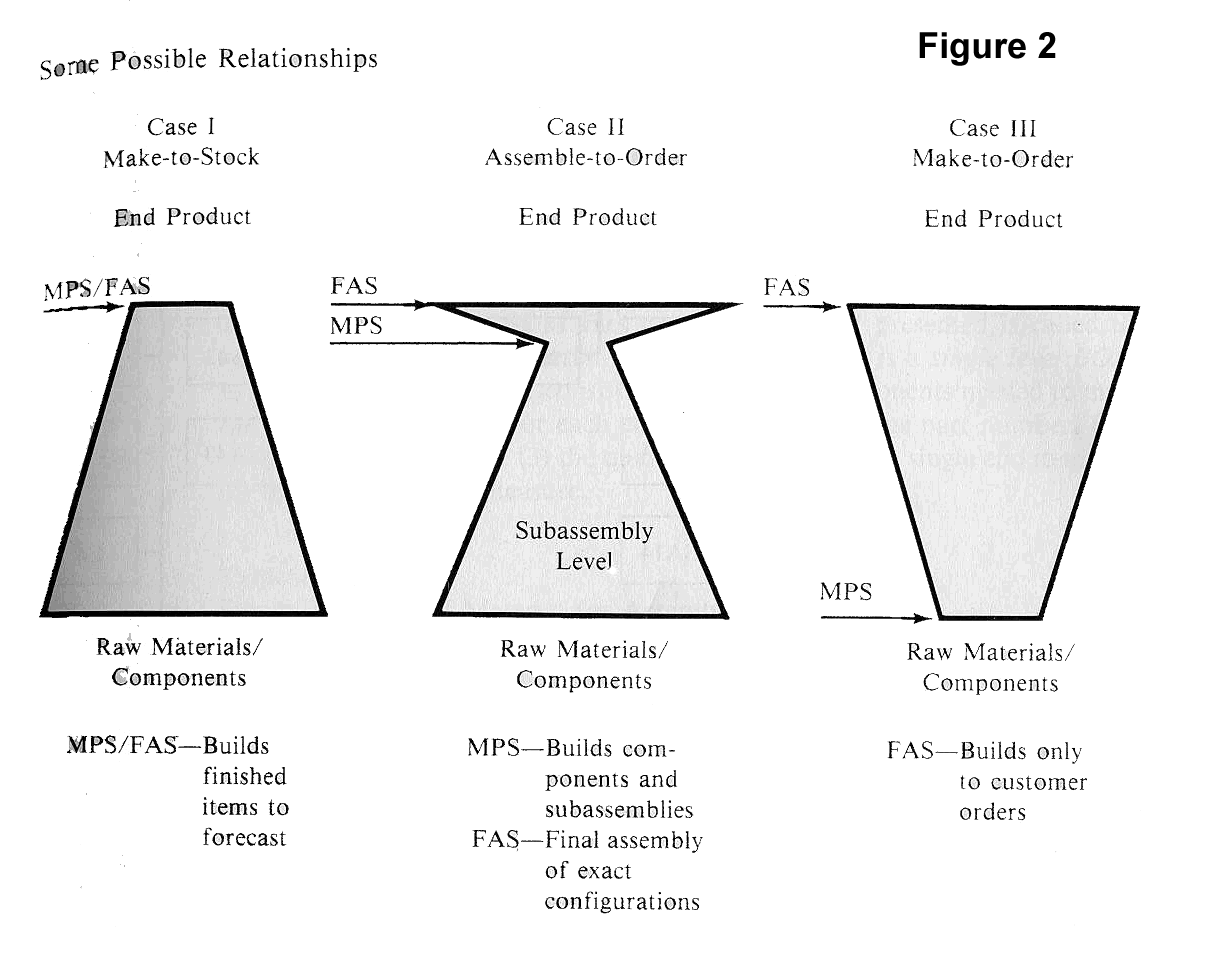 Some Possible Relationships
Figure 2
Case I
Make-to-Stock
End Product
MPS/FAS
Raw Materials/
Components
MPS/FAS—Builds
finished
items to
forecast
Case II
Assemble-to-Order
End Product
FAS
MPS
Subassembly
Level
Raw Materials/
Components
MPS—Builds com-
ponents and
subassemblies
FAS—Final assembly
of exact
configurations
Case III
Make-to-Order
End Product
FAS
MPS
Raw Materials/
Components
FAS—Builds only
to customer
orders